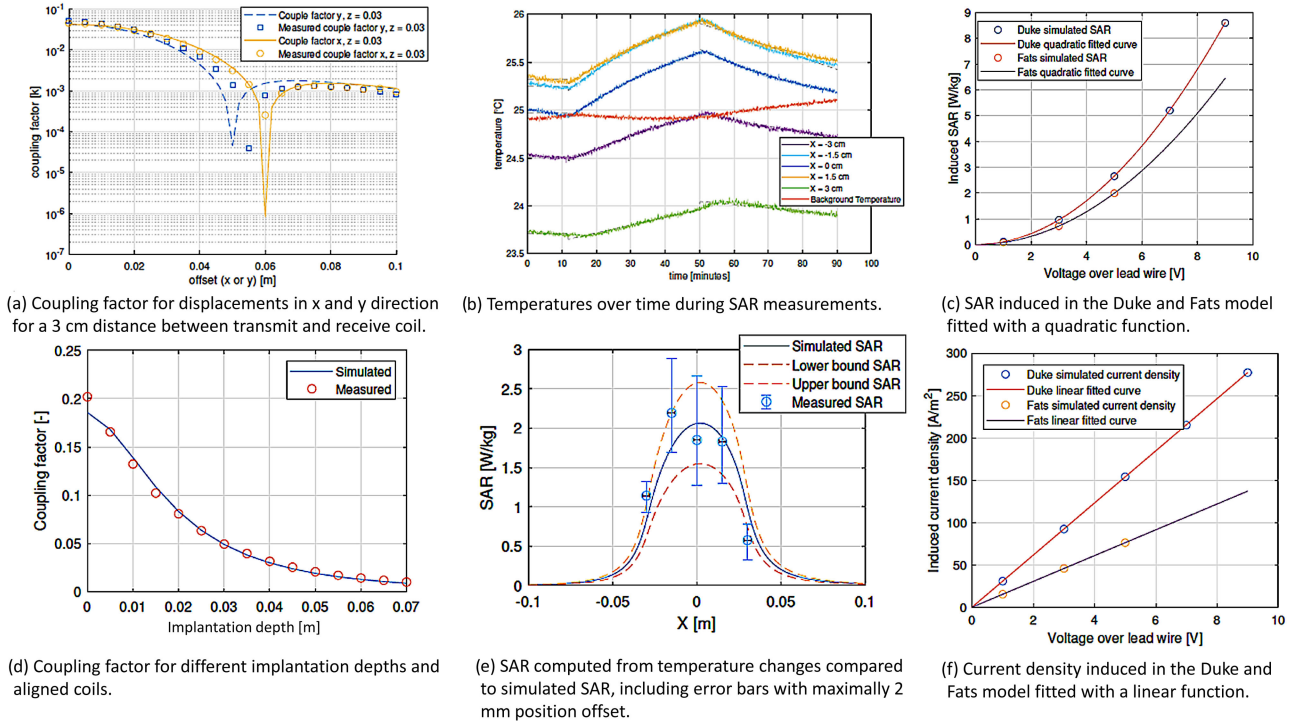 Couple factor y, z = 0.03
Measured couple factor y, z = 0.03
Couple factor x, z = 0.03
Measured couple factor x, z = 0.03
10⁻¹
10⁻¹
10⁻²
10⁻³
10⁻⁴
10⁻⁵
10⁻⁶
10⁻⁷
coupling factor [k]
0
0.02
0.04
0.06
0.08
0.1
offset (x or y) [m]
(a) Coupling factor for displacements in x and y direction
for a 3 cm distance between transmit and receive coil.
26
25.5
25
24.5
24
23.5
temperature [°C]
X = -3 cm
X = -1.5 cm
X = 0 cm
X = 1.5 cm
X = 3 cm
Background Temperature
0 10 20 30 40 50 60 70 80 90 100
time [minutes]
(b) Temperatures over time during SAR measurements.
Duke simulated SAR
Duke quadratic fitted curve
Fats simulated SAR
Fats quadratic fitted curve
9
8
7
6
5
4
3
2
1
0
Induced SAR [W/kg]
0 2 4 6 8 10
Voltage over lead wire [V]
(c) SAR induced in the Duke and Fats model
fitted with a quadratic function.
0.25
0.2
0.15
0.1
0.05
0
Coupling factor [-]
Simulated
Measured
0 0.01 0.02 0.03 0.04 0.05 0.06 0.07
Implantation depth [m]
(d) Coupling factor for different implantation depths and
aligned coils.
Simulated SAR
Lower bound SAR
Upper bound SAR
Measured SAR
3
2.5
2
1.5
1
0.5
0
SAR [W/kg]
-0.1 -0.05 0 0.05 0.1
X [m]
(e) SAR computed from temperature changes compared
to simulated SAR, including error bars with maximally 2
mm position offset.
Duke simulated current density
Duke linear fitted curve
Fats simulated current density
Fats linear fitted curve
300
250
200
150
100
50
0
Induced current density [A/m²]
0 2 4 6 8 10
Voltage over lead wire [V]
(f) Current density induced in the Duke and
Fats model fitted with a linear function.